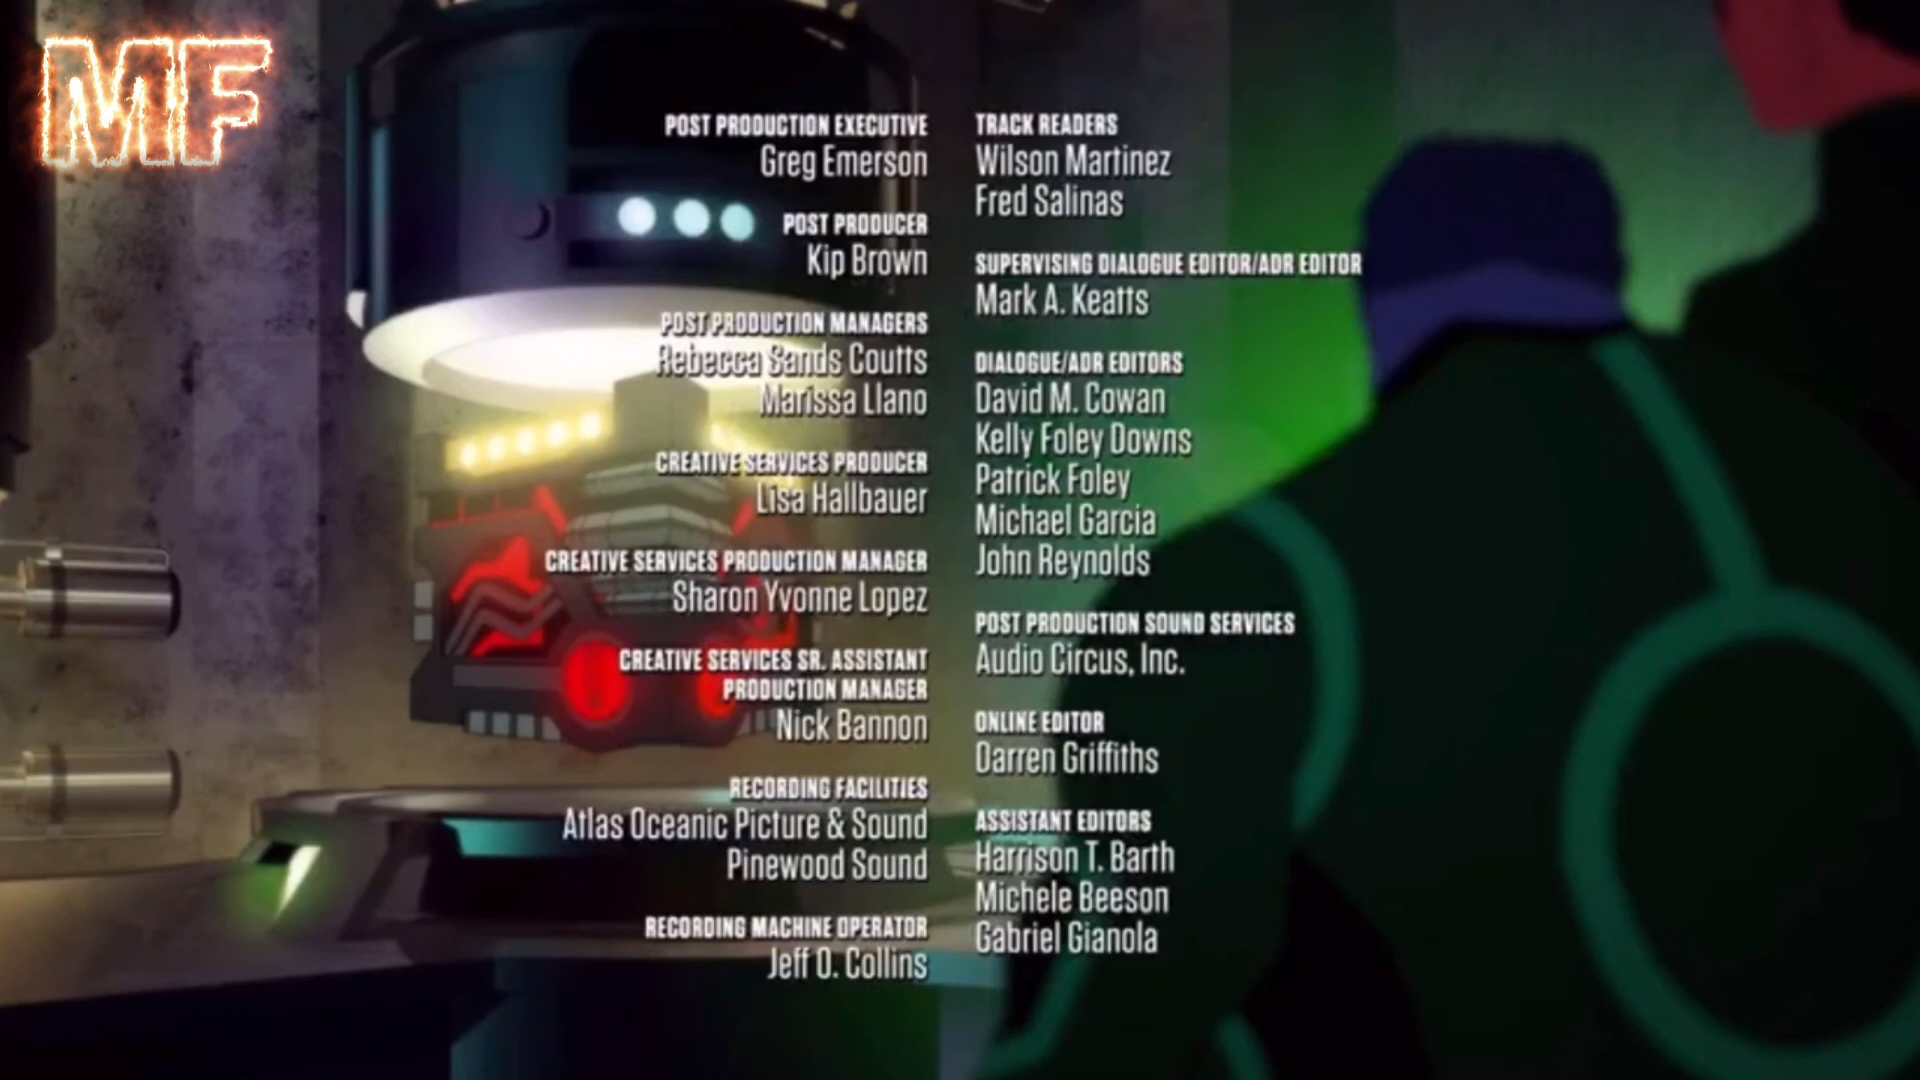 MF
POST PRODUCTION EXECUTIVE
Greg Emerson
POST PRODUCER
Kip Brown
POST PRODUCTION MANAGERS
Rebecca Sands Coutts
Marissa Llano
CREATIVE SERVICES PRODUCER
Lisa Hallbauer
CREATIVE SERVICES PRODUCTION MANAGER
Sharon Yvonne Lopez
CREATIVE SERVICES SR. ASSISTANT
PRODUCTION MANAGER
Nick Bannon
RECORDING FACILITIES
Atlas Oceanic Picture & Sound
Pinewood Sound
RECORDING MACHINE OPERATOR
Jeff O. Collins
TRACK READERS
Wilson Martinez
Fred Salinas
SUPERVISING DIALOGUE EDITOR/ADR EDITOR
Mark A. Keatts
DIALOGUE/ADR EDITORS
David M. Cowan
Kelly Foley Downs
Patrick Foley
Michael Garcia
John Reynolds
POST PRODUCTION SOUND SERVICES
Audio Circus, Inc.
ONLINE EDITOR
Darren Griffiths
ASSISTANT EDITORS
Harrison T. Barth
Michele Beeson
Gabriel Gianola